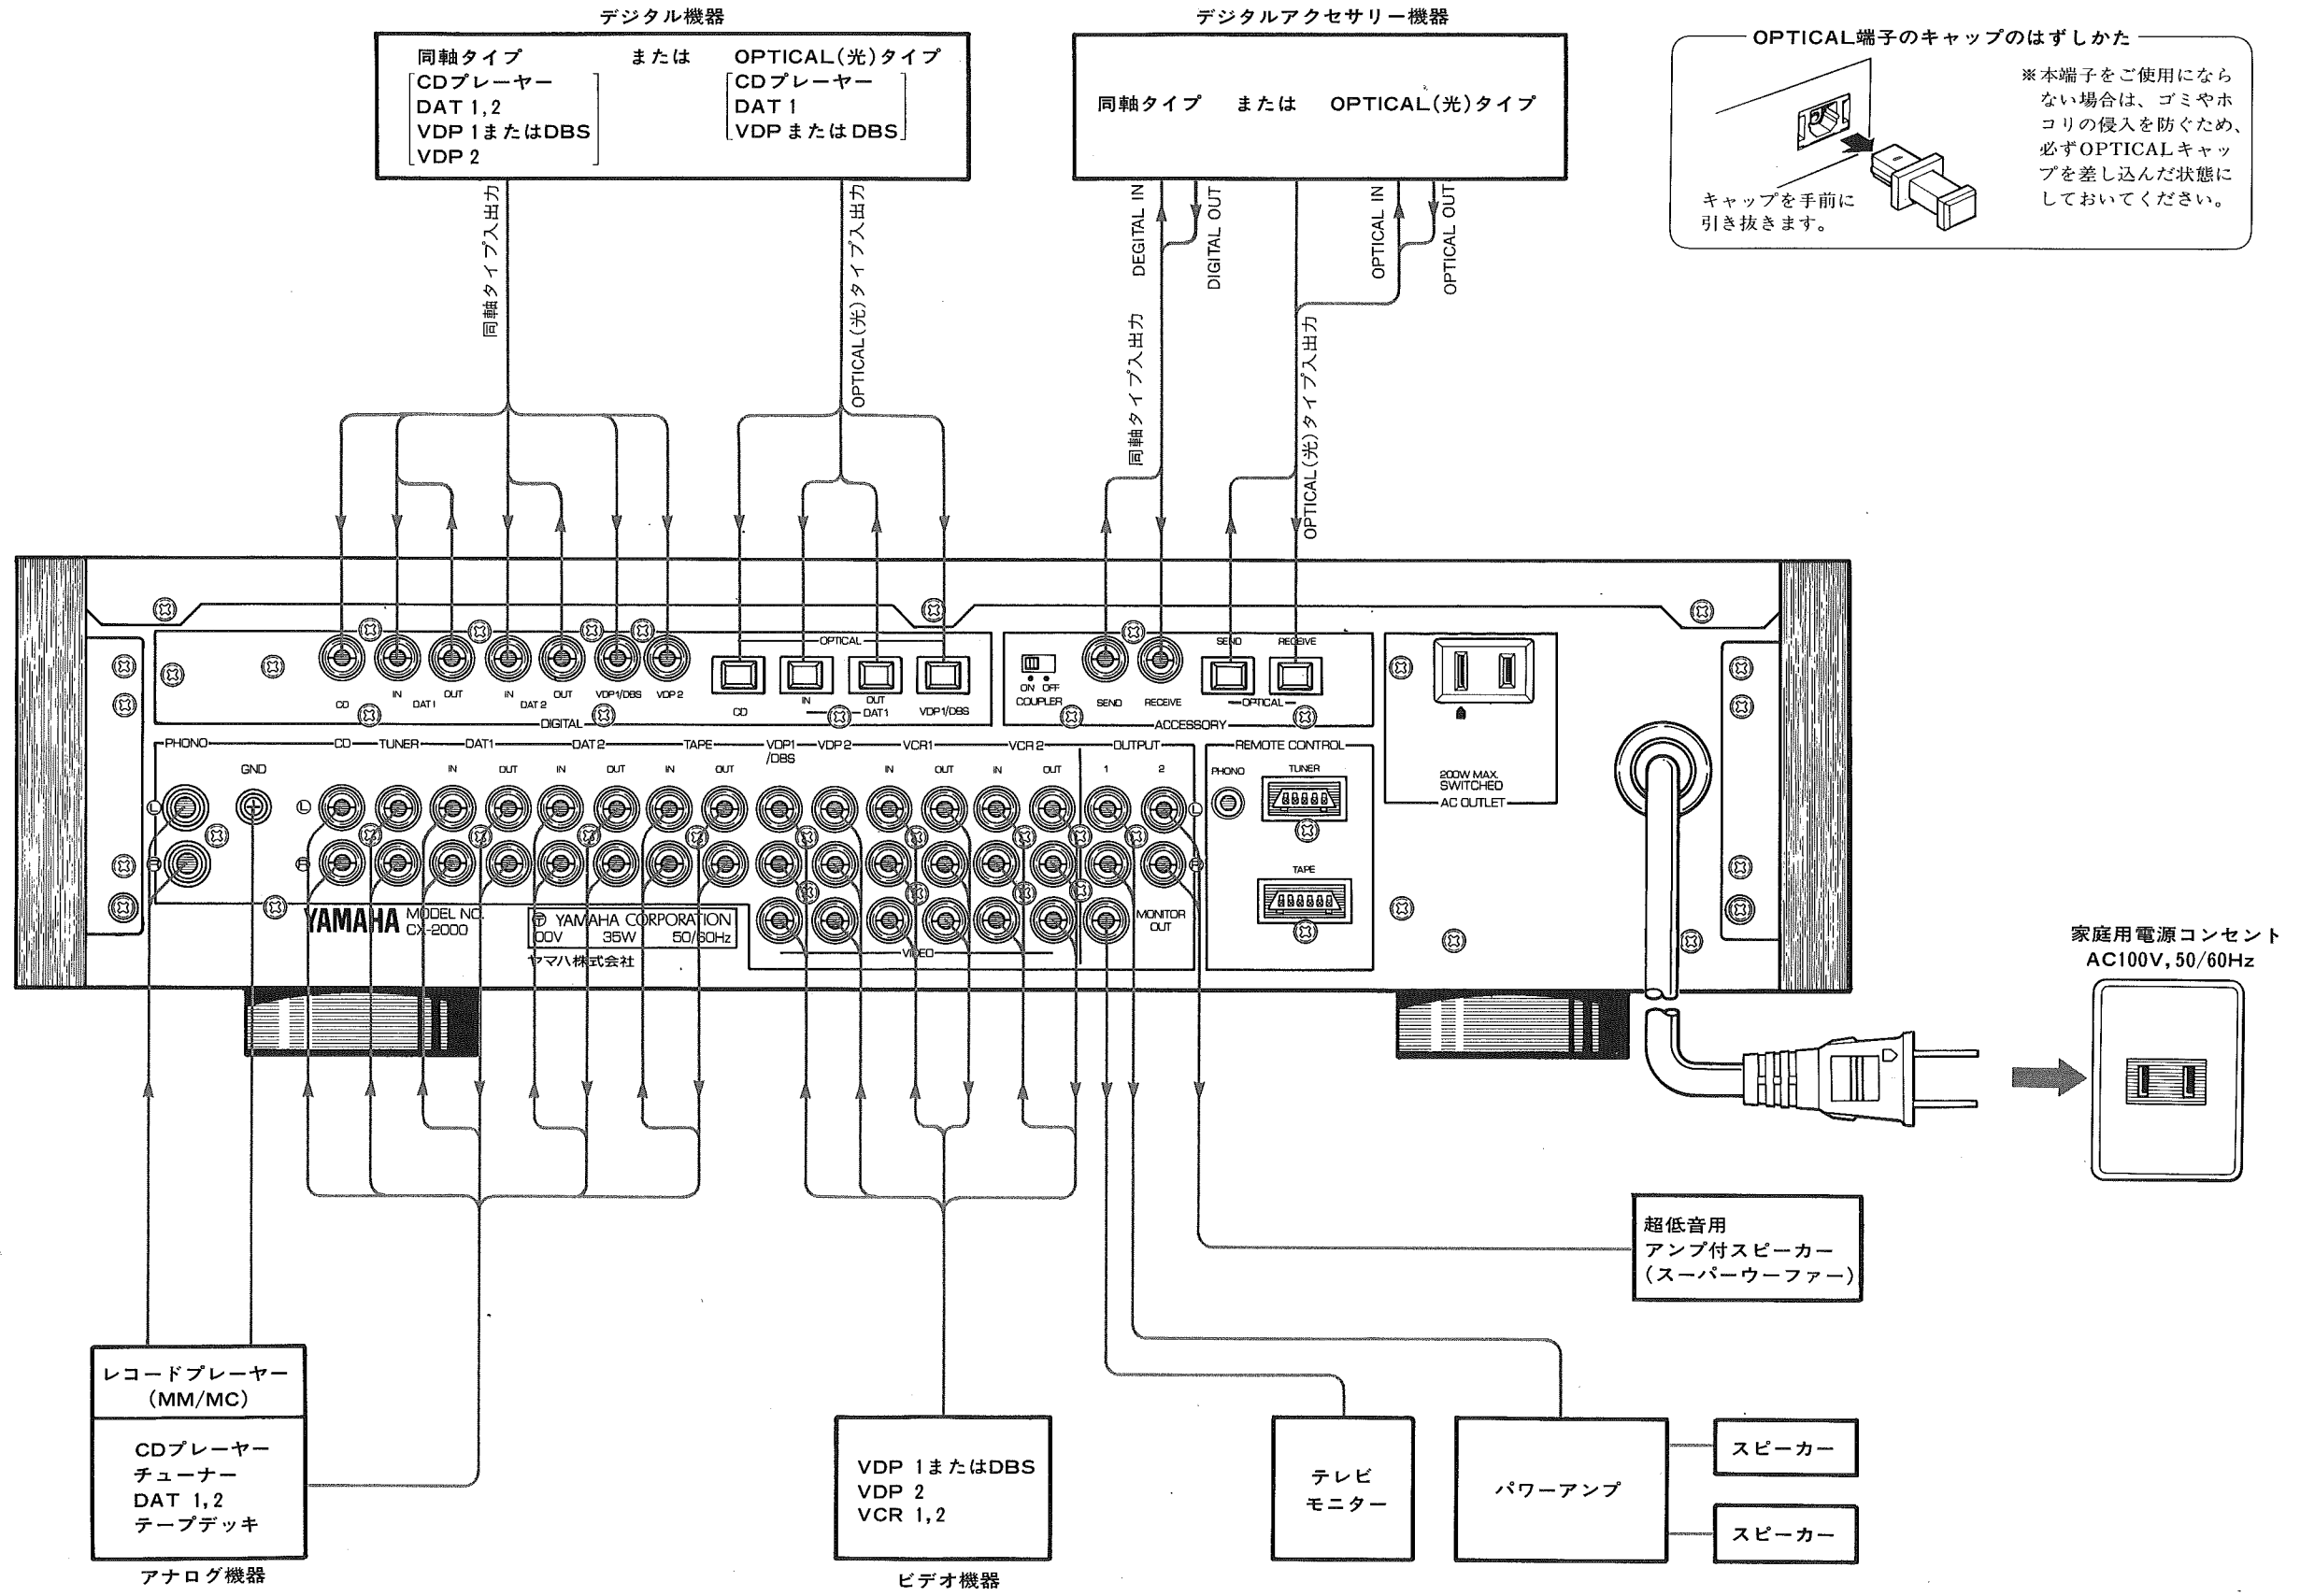 デジタル機器
同軸タイプ または OPTICAL(光)タイプ
CDプレーヤー
DAT 1,2
VDP 1またはDBS
VDP 2
CDプレーヤー
DAT 1
VDP またはDBS
デジタルアクセサリー機器
同軸タイプ または OPTICAL(光)タイプ
OPTICAL端子のキャップのはずしかた
※本端子をご使用になら
ない場合は、ゴミやホ
コリの侵入を防ぐため、
必ずOPTICALキャッ
プを差し込んだ状態に
しておいてください。
キャップを手前に
引き抜きます。
同軸タイプ入出力
OPTICAL(光)タイプ入出力
DEGITAL IN
DIGITAL OUT
OPTICAL IN
OPTICAL OUT
同軸タイプ入出力
OPTICAL(光)タイプ入出力
OPTICAL
CD
IN
OUT
DAT1
IN
OUT
DAT2
VDP1/DBS
VDP2
DIGITAL
CD
IN
OUT
DAT1
VDP1/DBS
ON OFF
COUPLER
SEND
RECEIVE
SEND
RECEIVE
OPTICAL
ACCESSORY
200W MAX.
SWITCHED
AC OUTLET
PHONO
GND
CD
TUNER
DAT1
DAT2
TAPE
VDP1
/DBS
VDP2
VCR1
VCR2
OUTPUT
IN OUT IN OUT IN OUT IN OUT IN OUT 1 2
L L L
R R R
REMOTE CONTROL
PHONO
TUNER
TAPE
YAMAHA MODEL NO.
CX-2000
YAMAHA CORPORATION
100V 35W 50/60Hz
ヤマハ株式会社
VIDEO
MONITOR
OUT
家庭用電源コンセント
AC100V, 50/60Hz
超低音用
アンプ付スピーカー
(スーパーウーファー)
レコードプレーヤー
(MM/MC)
CDプレーヤー
チューナー
DAT 1,2
テープデッキ
アナログ機器
VDP 1またはDBS
VDP 2
VCR 1,2
ビデオ機器
テレビ
モニター
パワーアンプ
スピーカー
スピーカー